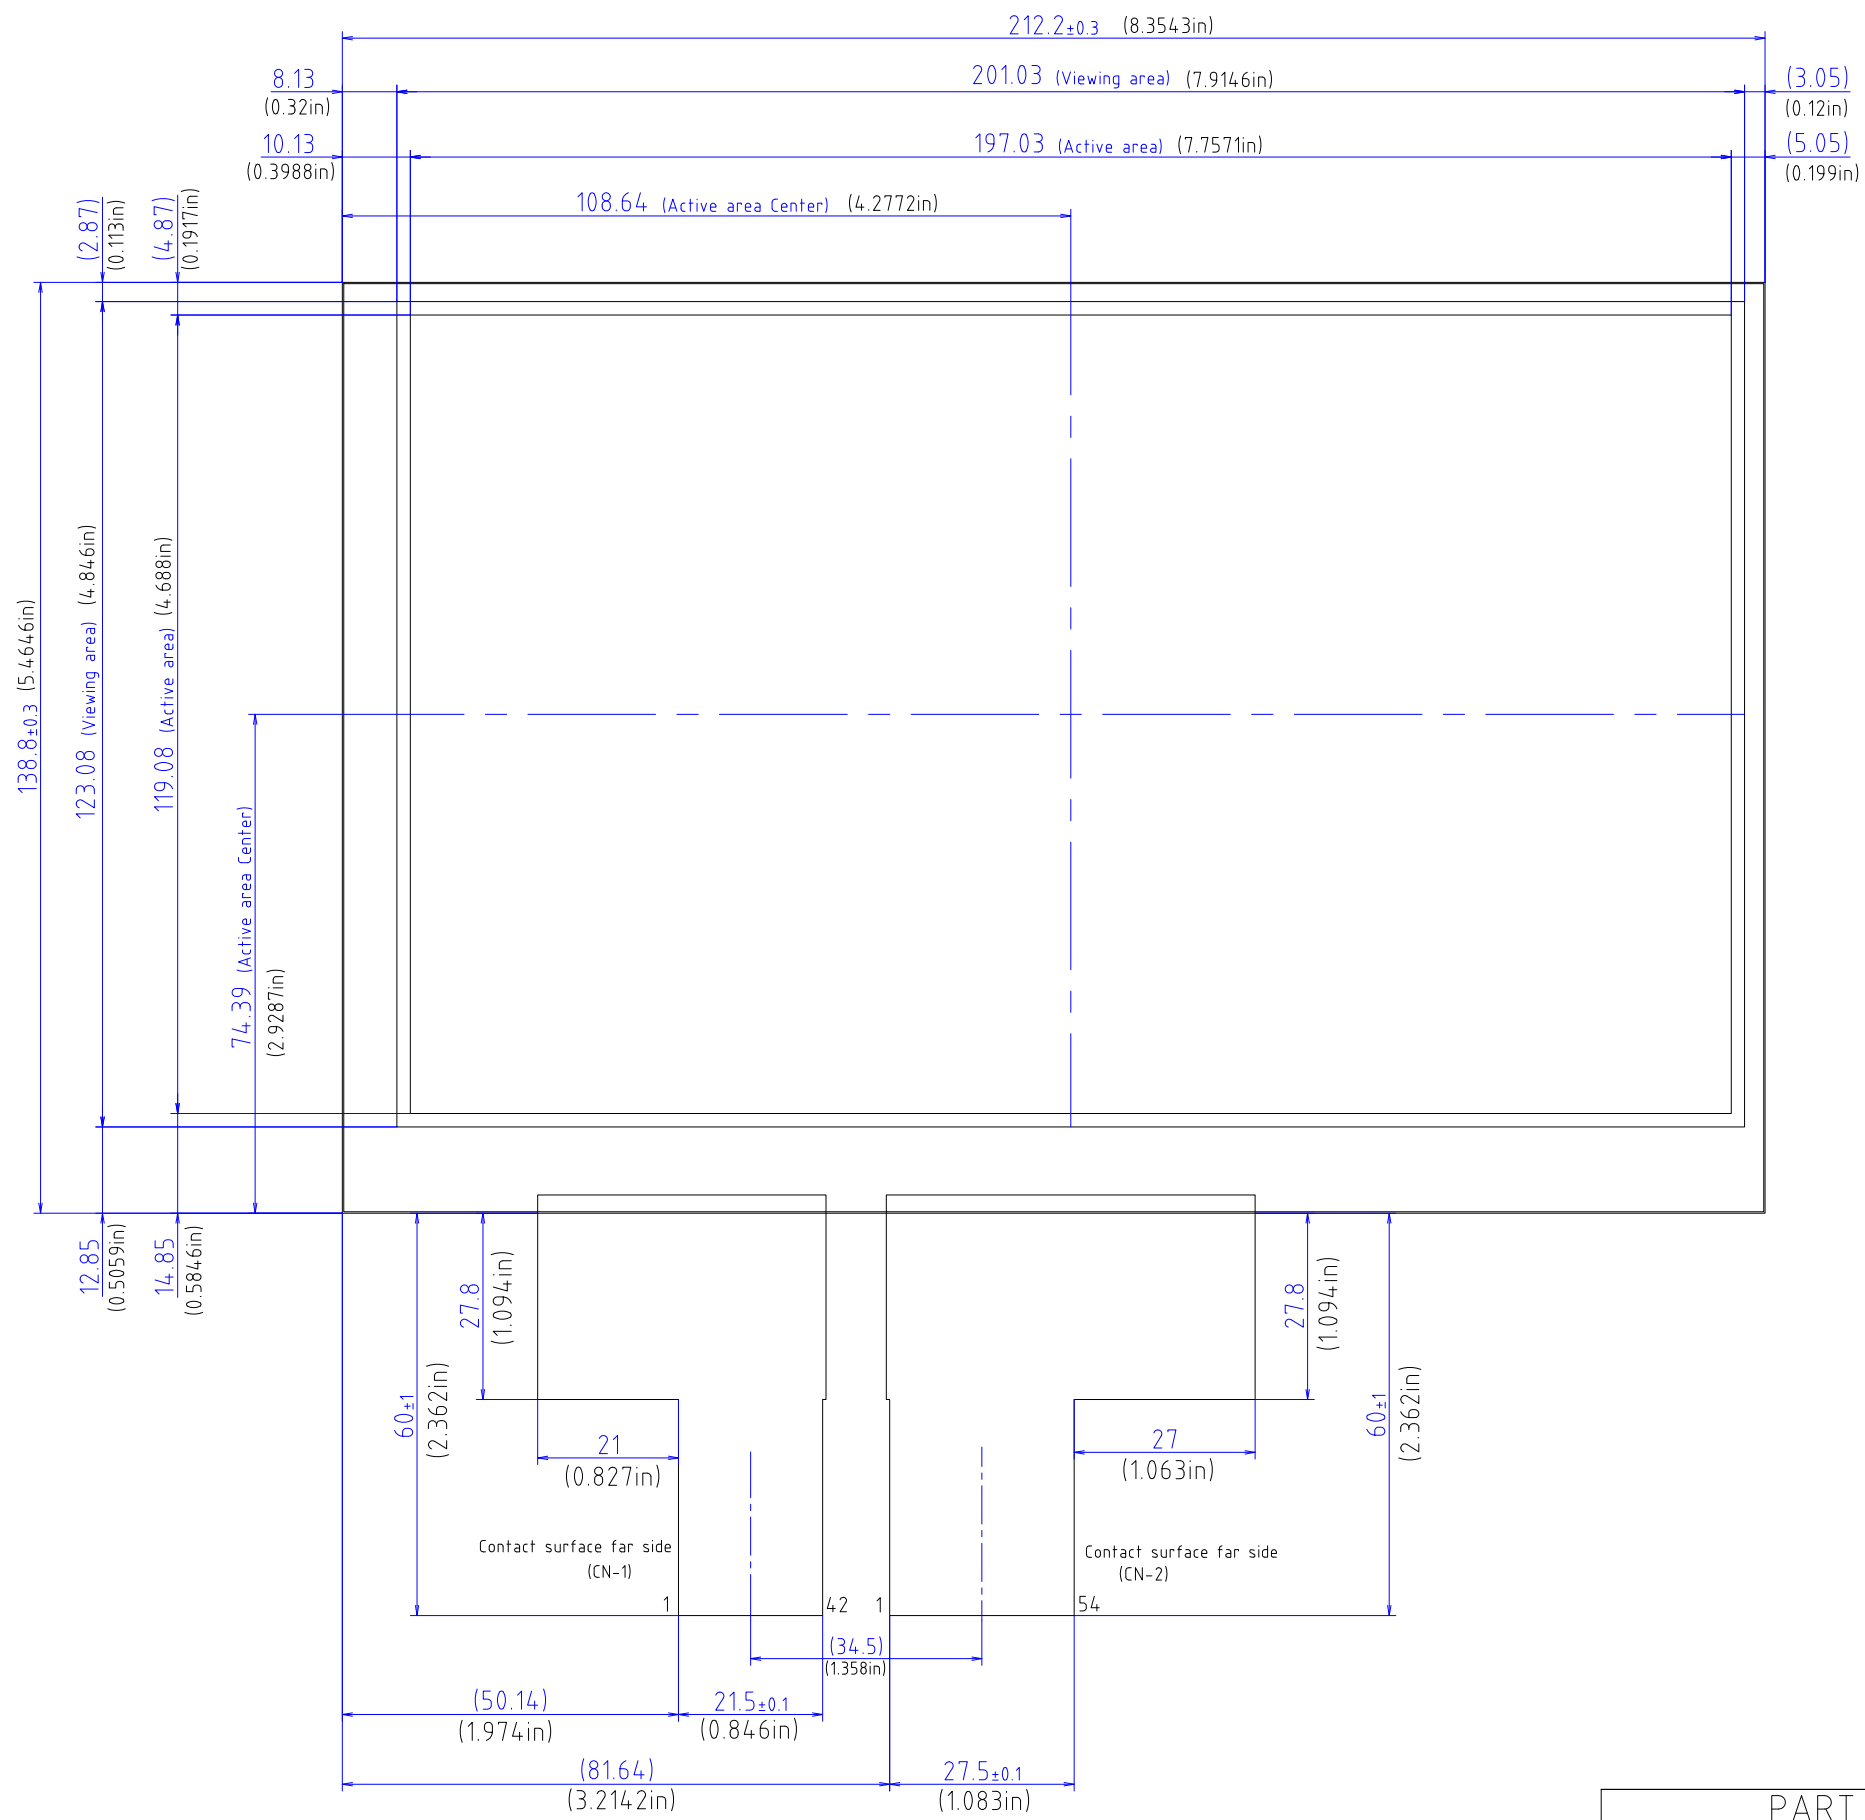 212.2±0.3 (8.3543in)
8.13
(0.32in)
201.03 (Viewing area) (7.9146in)
(3.05)
(0.12in)
10.13
(0.3988in)
197.03 (Active area) (7.7571in)
(5.05)
(0.199in)
108.64 (Active area Center) (4.2772in)
(2.87)
(0.113in)
(4.87)
(0.1917in)
138.8±0.3 (5.4646in)
123.08 (Viewing area) (4.846in)
119.08 (Active area) (4.688in)
74.39 (Active area Center)
(2.9287in)
12.85
(0.5059in)
14.85
(0.5846in)
27.8
(1.094in)
27.8
(1.094in)
60±1
(2.362in)
60±1
(2.362in)
21
(0.827in)
27
(1.063in)
Contact surface far side
(CN-1)
Contact surface far side
(CN-2)
1
42
1
54
(34.5)
(1.358in)
(50.14)
(1.974in)
21.5±0.1
(0.846in)
(81.64)
(3.2142in)
27.5±0.1
(1.083in)
PART